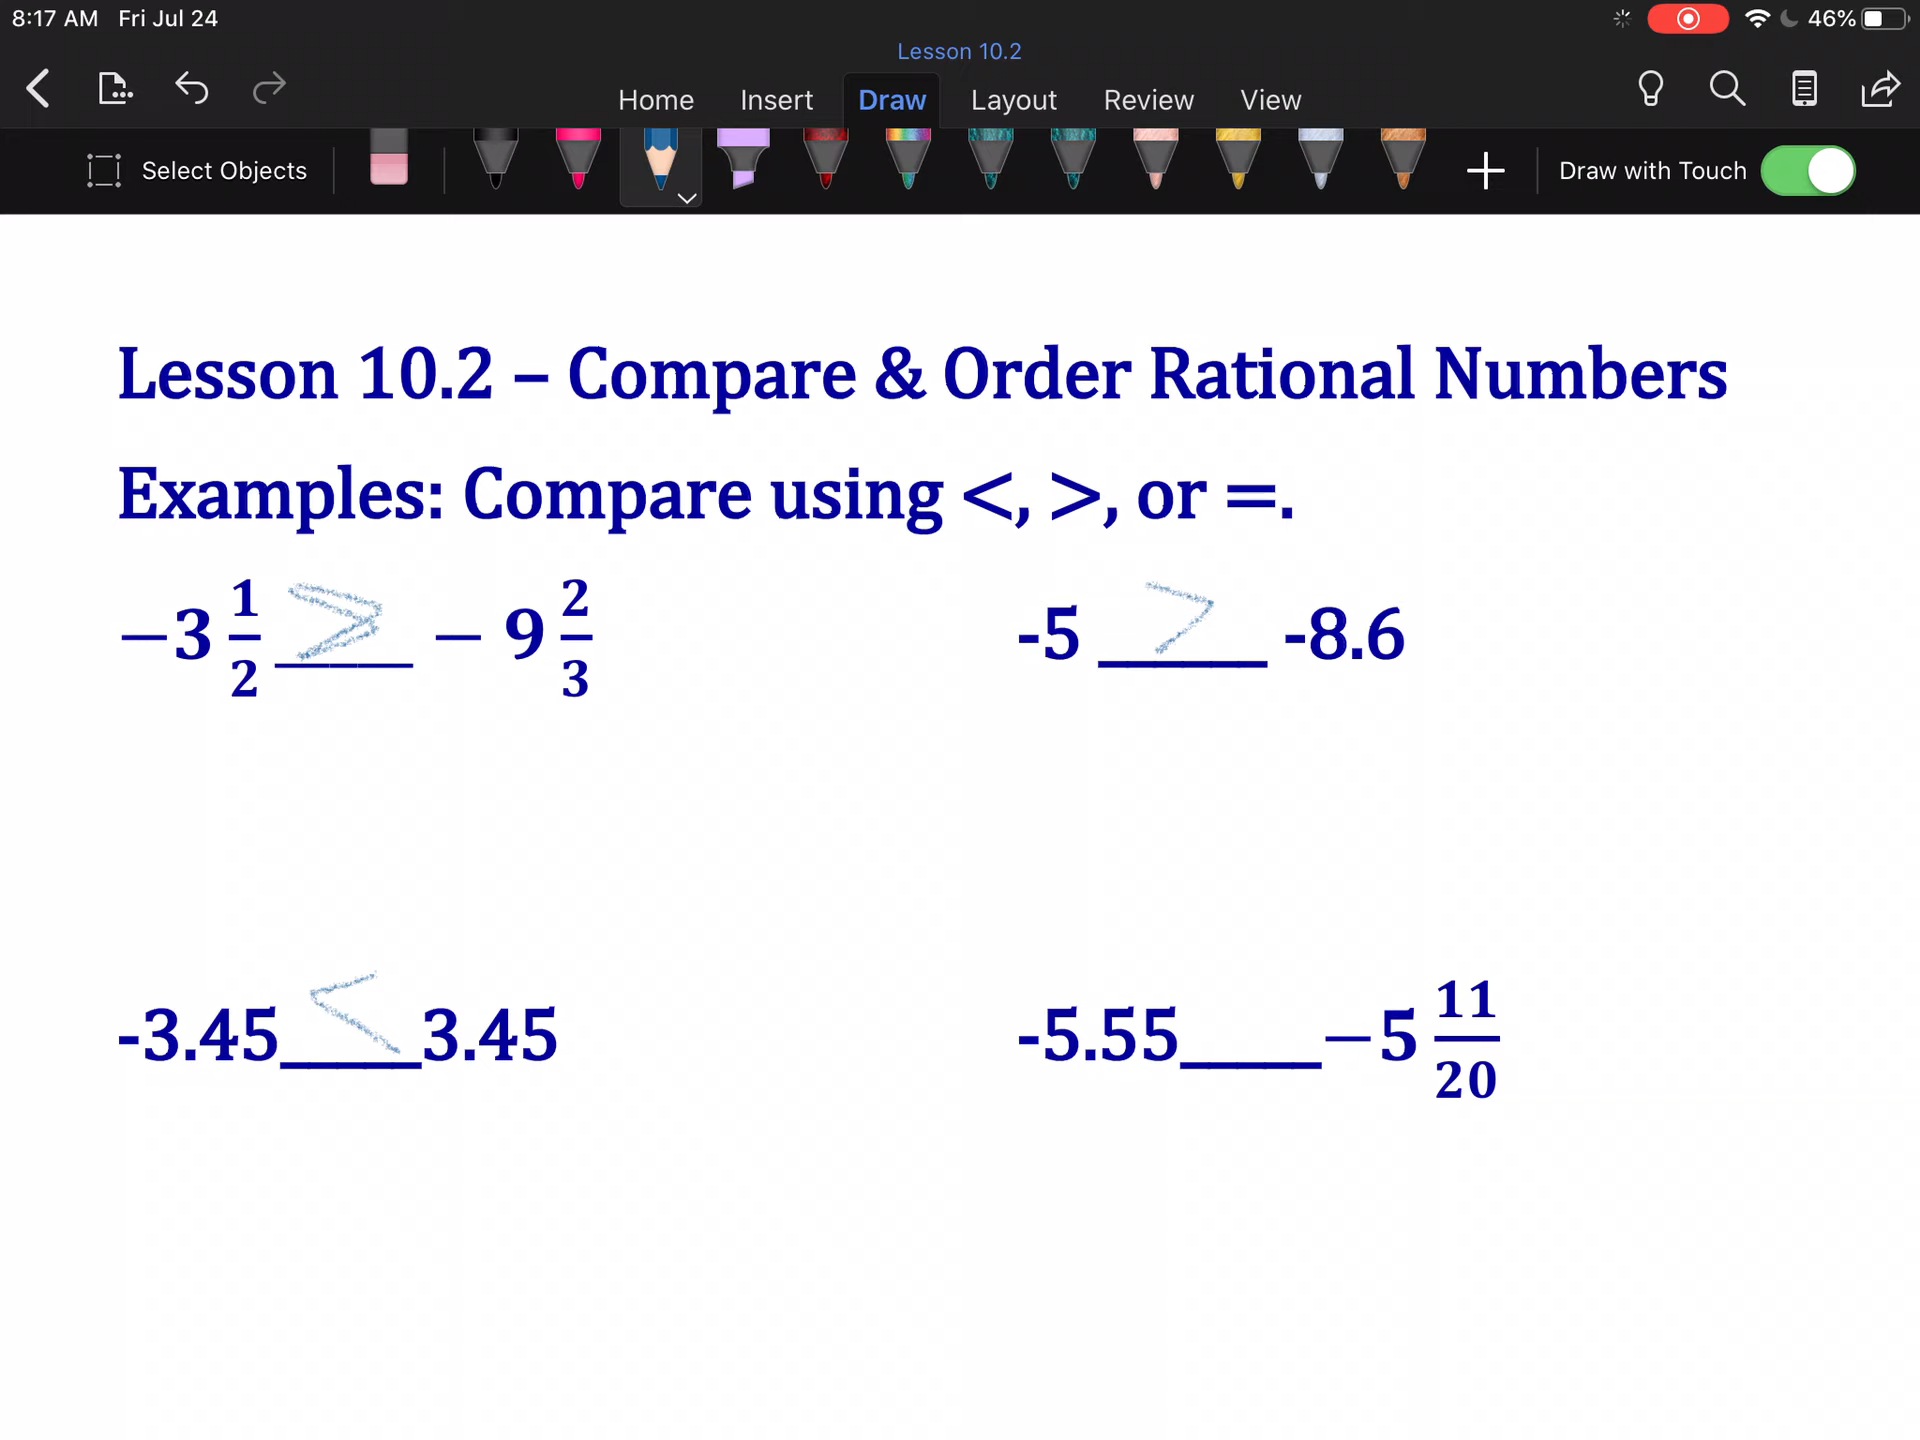 8:17 AM Fri Jul 24 46%
Lesson 10.2
Home Insert Draw Layout Review View
Select Objects Draw with Touch
Lesson 10.2 – Compare & Order Rational Numbers
Examples: Compare using <, >, or =.
−3 1/2 > − 9 2/3 -5 > -8.6
-3.45 < 3.45 -5.55_____−5 11/20